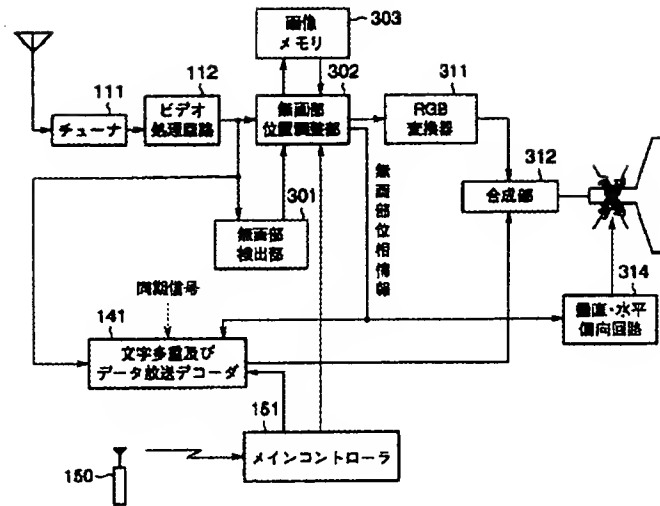 303
画像
メモリ
302
111
112
ビデオ
処理回路
チューナ
無画部
位置調整部
311
RGB
変換器
312
合成部
301
無画部
検出部
無画部位相情報
314
垂直・水平
偏向回路
同期信号
141
文字多重及び
データ放送デコーダ
151
メインコントローラ
150